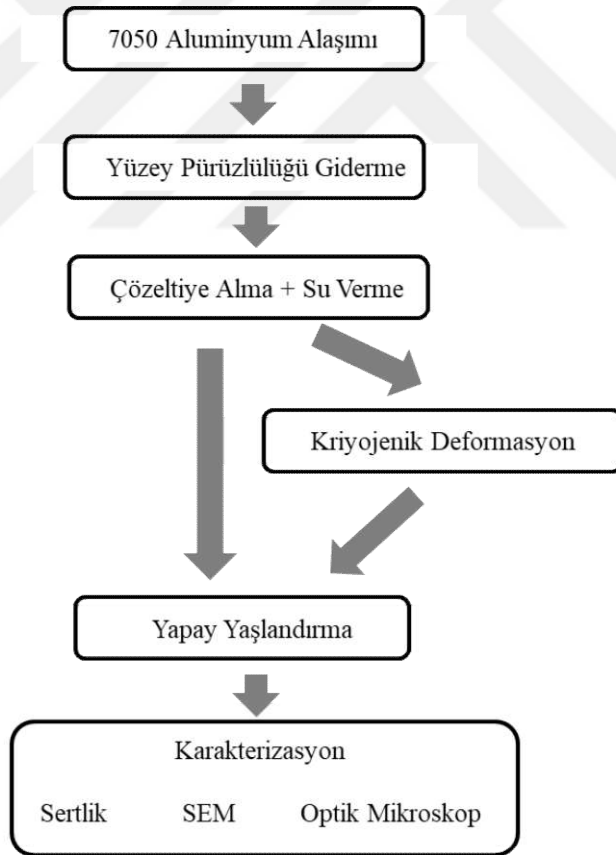 7050 Aluminyum Alaşımı
Yüzey Pürüzlülüğü Giderme
Çözeltiye Alma + Su Verme
Kriyojenik Deformasyon
Yapay Yaşlandırma
Karakterizasyon
Sertlik SEM Optik Mikroskop